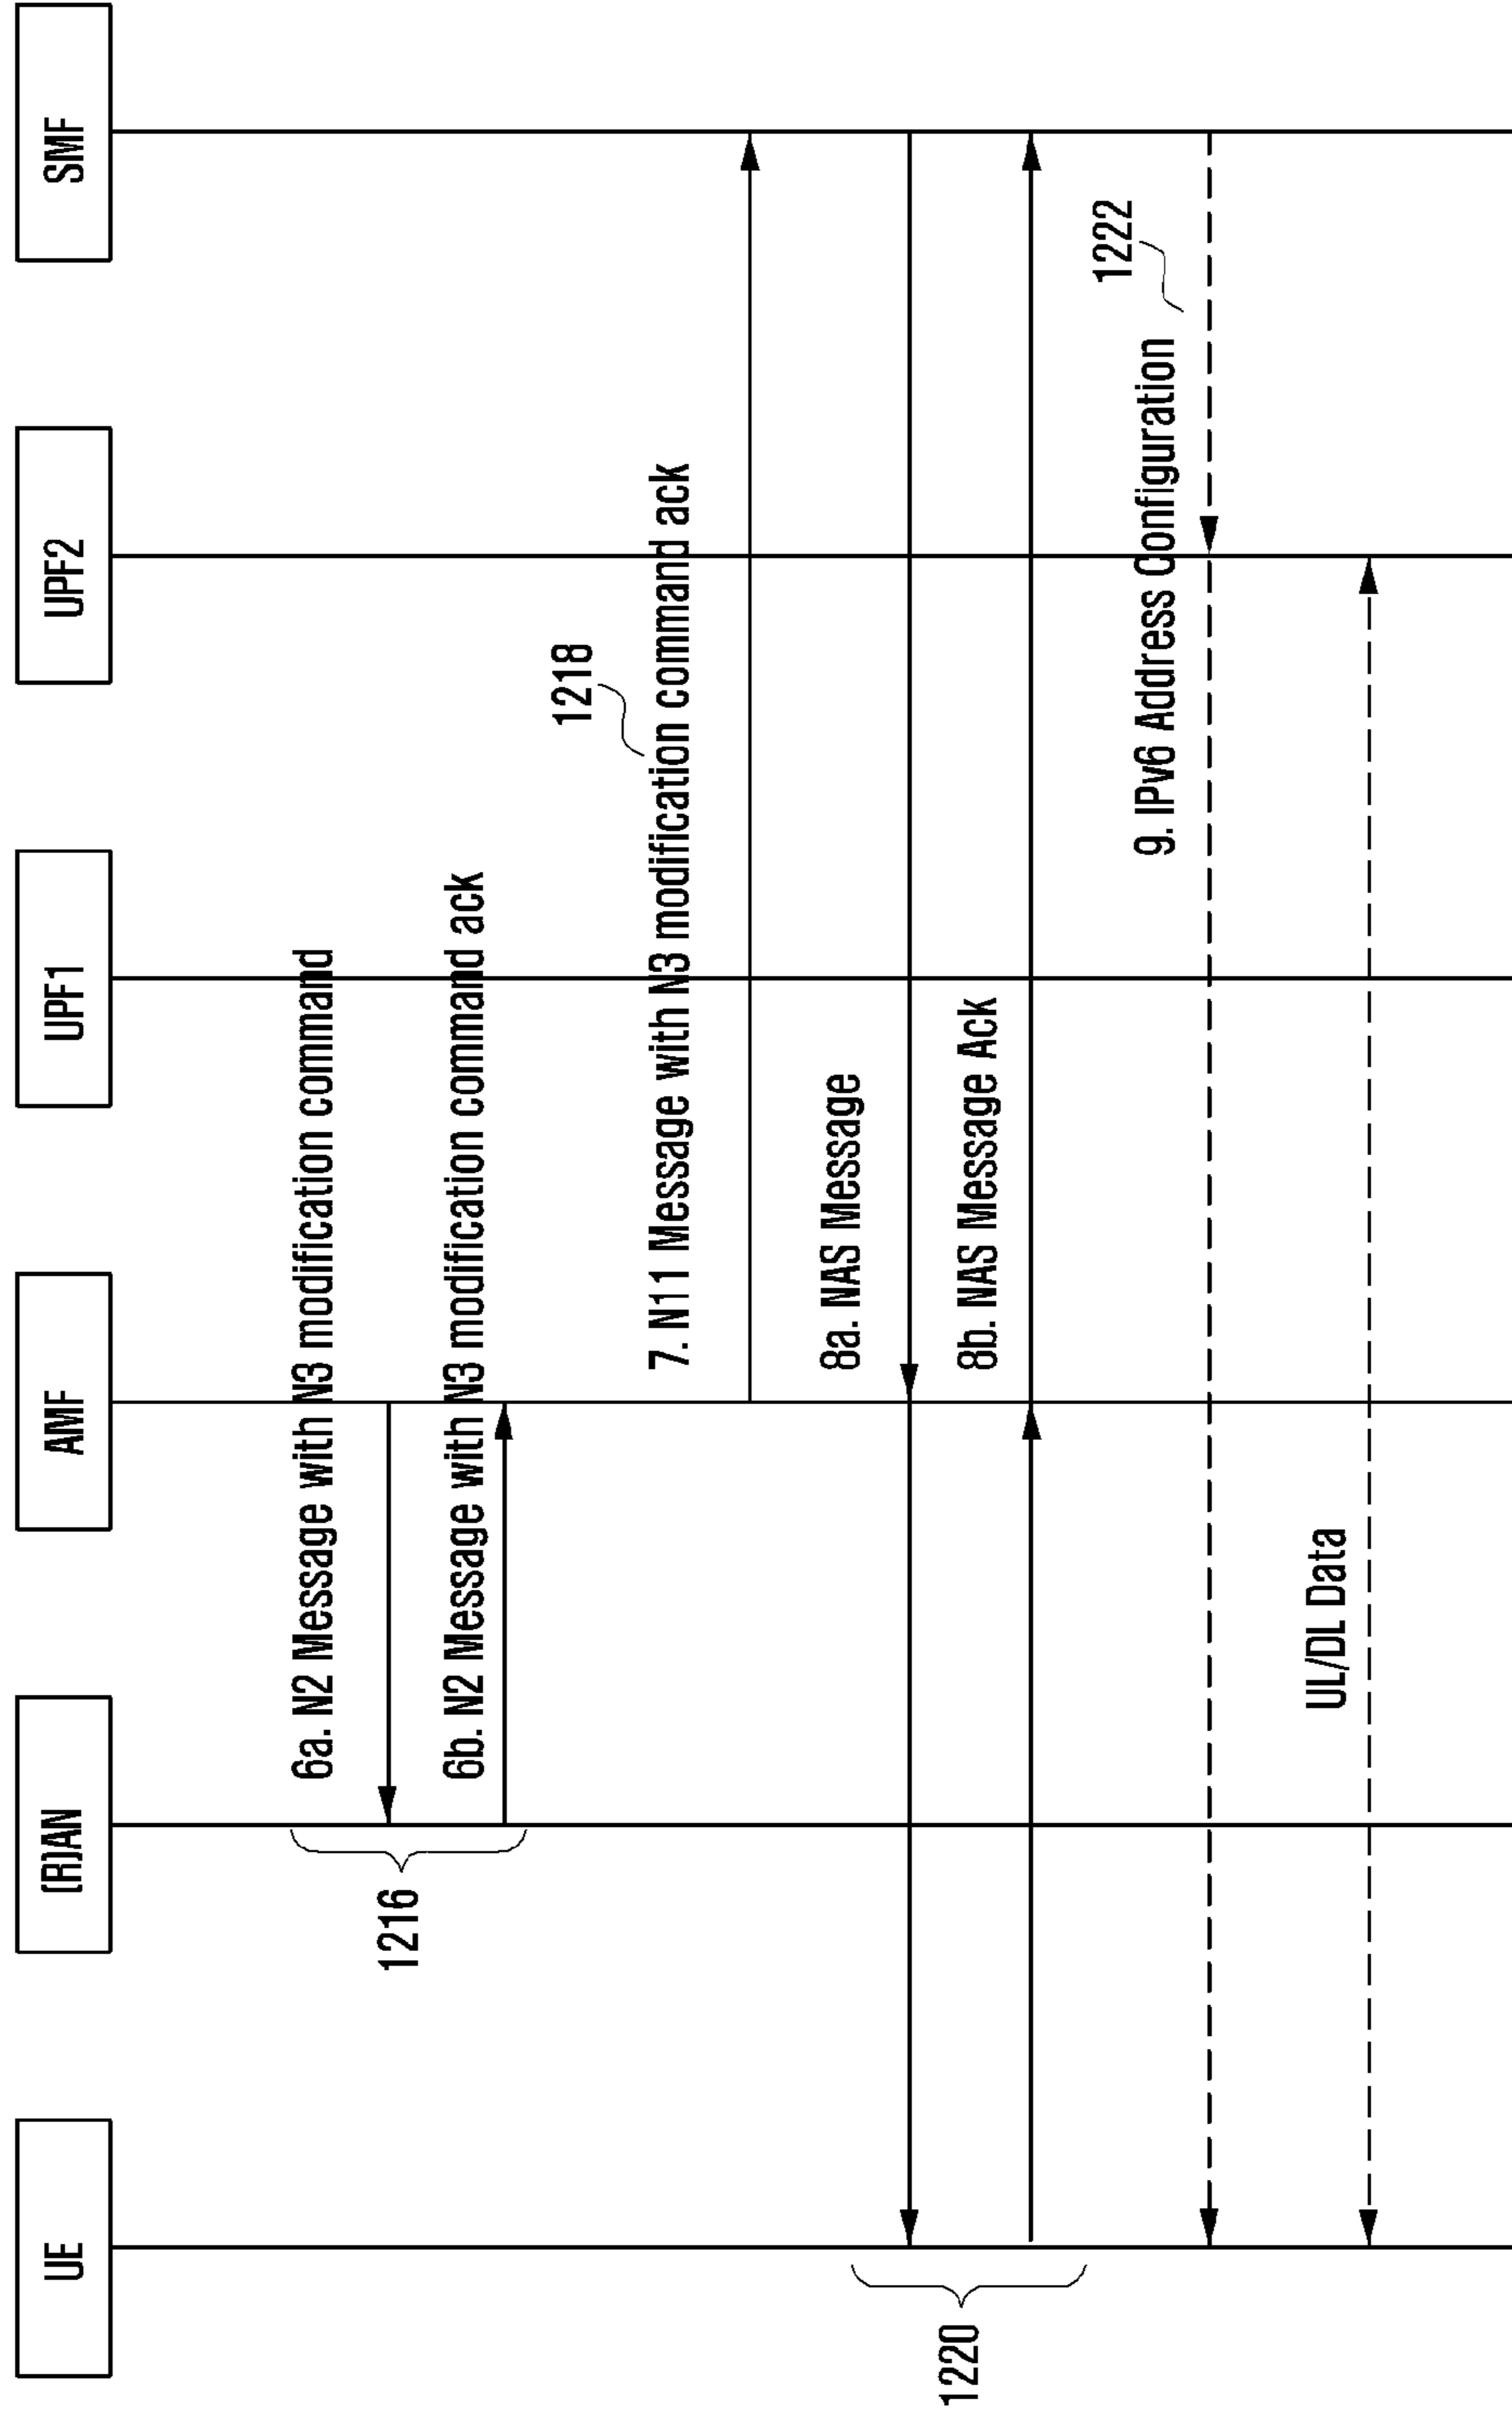 UE
(R)AN
AMF
UPF1
UPF2
SMF
6a. N2 Message with N3 modification command
6b. N2 Message with N3 modification command ack
1216
1218
7. N11 Message with N3 modification command ack
8a. NAS Message
8b. NAS Message Ack
1220
1222
9. IPv6 Address Configuration
UL/DL Data